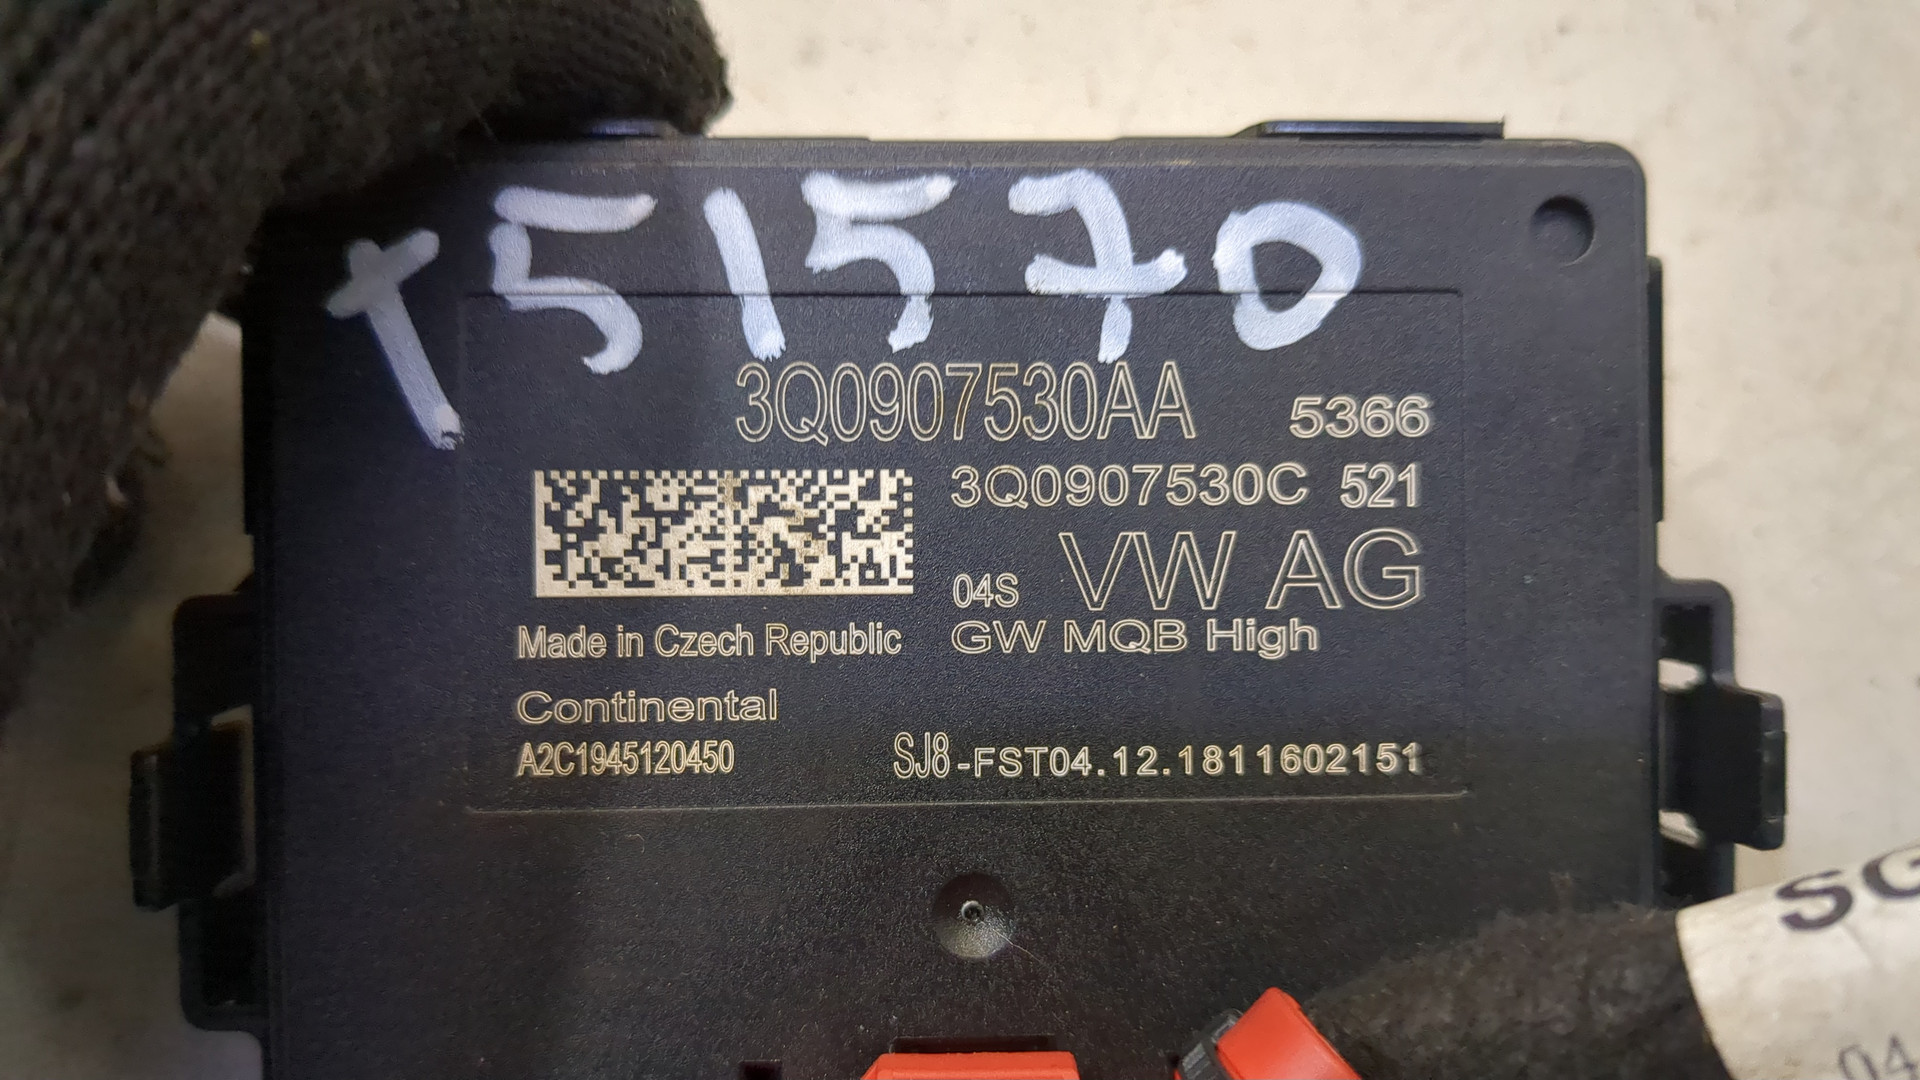 T51570
3Q0907530AA 5366
3Q0907530C 521
04S VW AG
Made in Czech Republic GW MQB High
Continental
A2C1945120450 SJ8-FST04.12.1811602151
SG
04